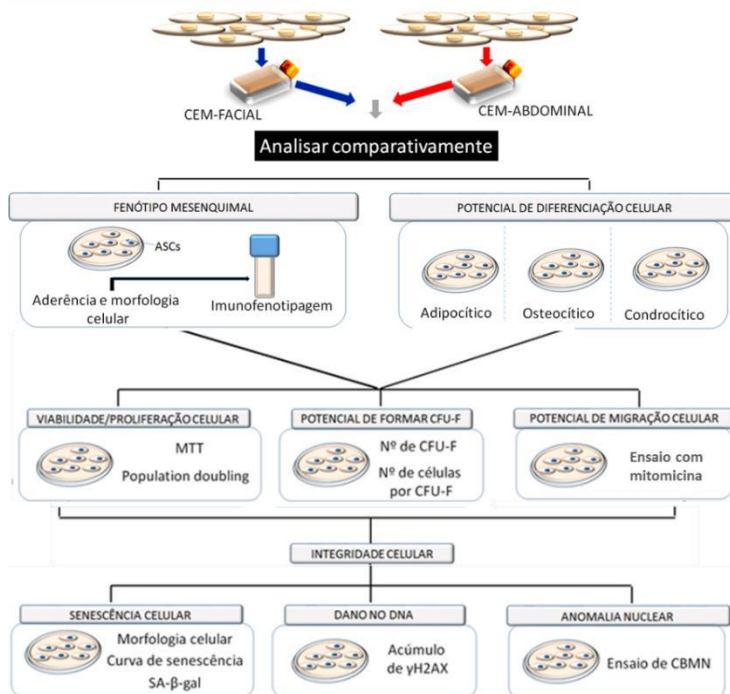 CEM-FACIAL
CEM-ABDOMINAL
Analisar comparativamente
FENÓTIPO MESENQUIMAL
ASCs
Aderência e morfologia
celular
Imunofenotipagem
POTENCIAL DE DIFERENCIAÇÃO CELULAR
Adipocítico
Osteocítico
Condrocítico
VIABILIDADE/PROLIFERAÇÃO CELULAR
MTT
Population doubling
POTENCIAL DE FORMAR CFU-F
Nº de CFU-F
Nº de células
por CFU-F
POTENCIAL DE MIGRAÇÃO CELULAR
Ensaio com
mitomicina
INTEGRIDADE CELULAR
SENESCÊNCIA CELULAR
Morfologia celular
Curva de senescência
SA-β-gal
DANO NO DNA
Acúmulo
de γH2AX
ANOMALIA NUCLEAR
Ensaio de CBMN